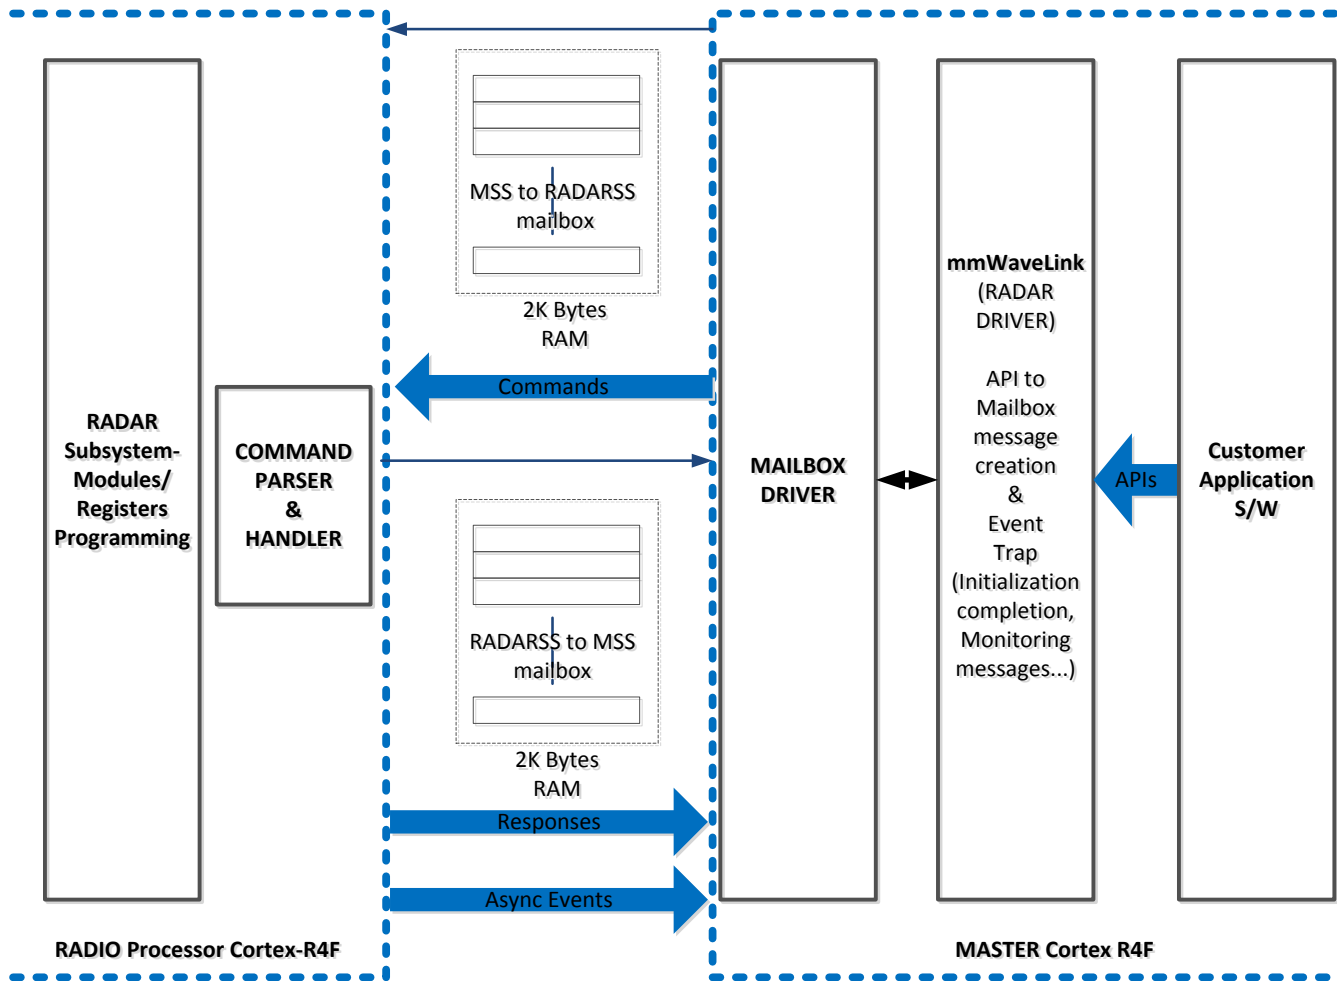 MSS to RADARSS
mailbox
2K Bytes
RAM
Commands
RADAR
Subsystem-
Modules/
Registers
Programming
COMMAND
PARSER
&
HANDLER
RADARSS to MSS
mailbox
2K Bytes
RAM
Responses
Async Events
MAILBOX
DRIVER
mmWaveLink
(RADAR
DRIVER)
API to
Mailbox
message
creation
&
Event
Trap
(Initialization
completion,
Monitoring
messages...)
APIs
Customer
Application
S/W
RADIO Processor Cortex-R4F
MASTER Cortex R4F